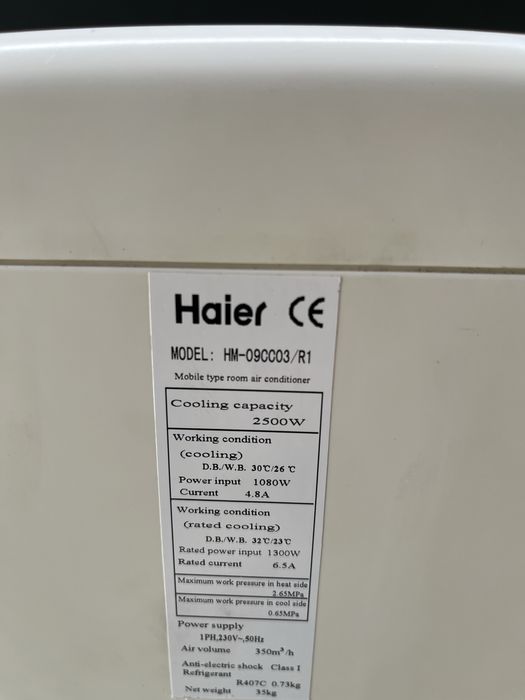 Haier CE
MODEL: HM-09CC03/R1
Mobile type room air conditioner
Cooling capacity
2500W
Working condition
(cooling)
D.B./W.B. 30℃/26 ℃
Power input 1080W
Current 4.8A
Working condition
(rated cooling)
D.B./W.B. 32℃/23℃
Rated power input 1300W
Rated current 6.5A
Maximum work pressure in heat side
2.65MPa
Maximum work pressure in cool side
0.65MPa
Power supply
1PH,230V~,50Hz
Air volume 350m³/h
Anti-electric shock Class I
Refrigerant
R407C 0.73kg
Net weight 35kg